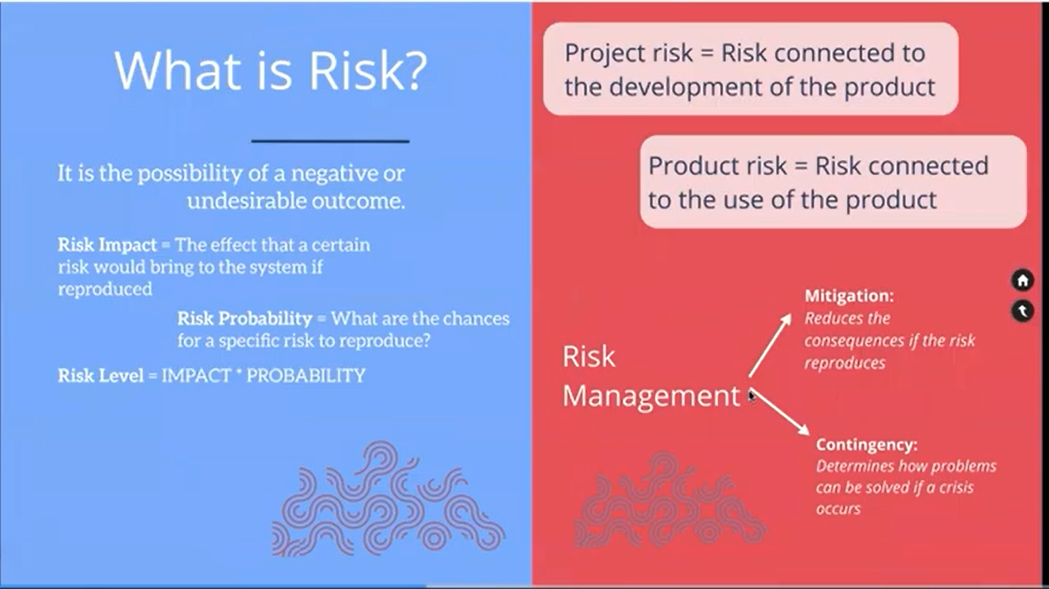 What is Risk?
It is the possibility of a negative or
undesirable outcome.
Risk Impact = The effect that a certain
risk would bring to the system if
reproduced
Risk Probability = What are the chances
for a specific risk to reproduce?
Risk Level = IMPACT * PROBABILITY
Project risk = Risk connected to
the development of the product
Product risk = Risk connected
to the use of the product
Risk
Management
Mitigation:
Reduces the
consequences if the risk
reproduces
Contingency:
Determines how problems
can be solved if a crisis
occurs